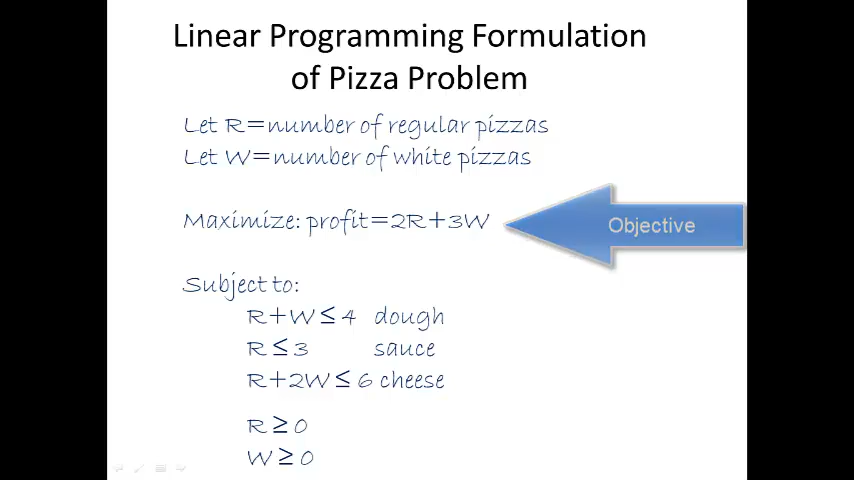 Linear Programming Formulation
of Pizza Problem
Let R=number of regular pizzas
Let W=number of white pizzas
Maximize: profit=2R+3W
Objective
Subject to:
R+W ≤ 4 dough
R ≤ 3 sauce
R+2W ≤ 6 cheese
R ≥ 0
W ≥ 0